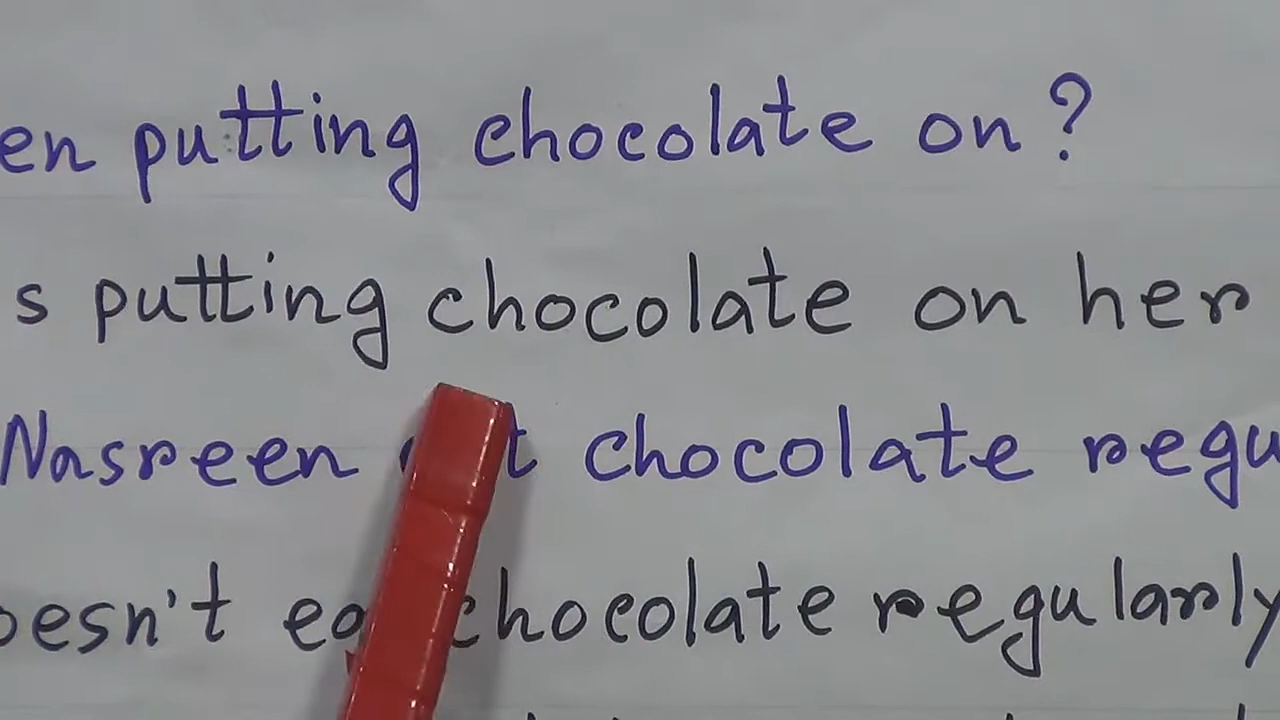 en putting chocolate on?
s putting chocolate on her
Nasreen chocolate regu
oesn't chocolate regularly